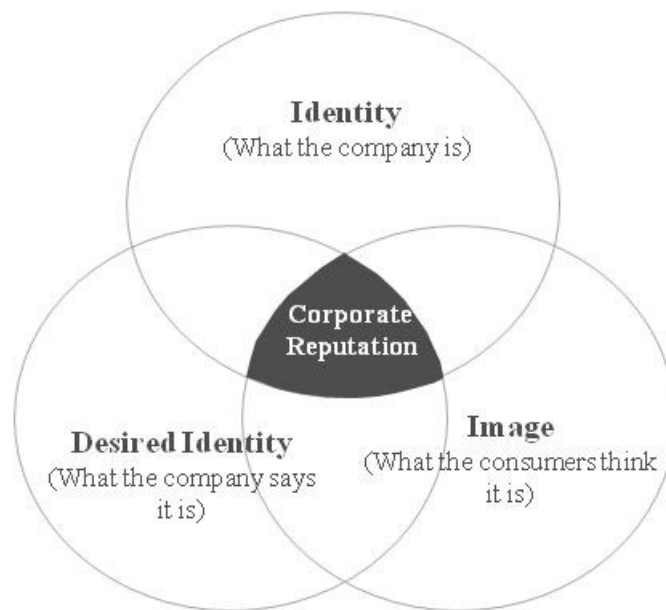 Identity
(What the company is)
Corporate
Reputation
Desired Identity
(What the company says
it is)
Image
(What the consumers think
it is)